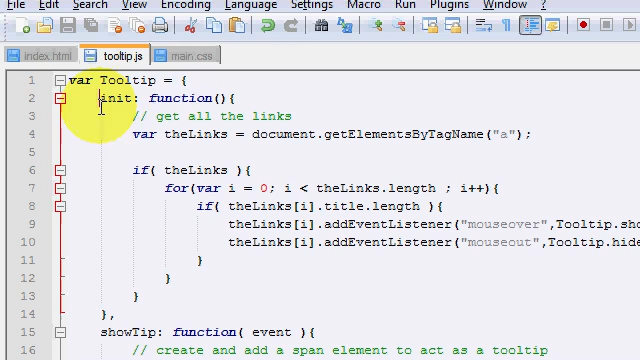 Search View Encoding Language Settings Macro Run Plugins Window ?
index.html tooltip.js main.css
1 var Tooltip = {
2 init: function(){
3 // get all the links
4 var theLinks = document.getElementsByTagName("a");
5
6 if( theLinks ){
7 for(var i = 0; i < theLinks.length ; i++){
8 if( theLinks[i].title.length ){
9 theLinks[i].addEventListener("mouseover",Tooltip.sho
10 theLinks[i].addEventListener("mouseout",Tooltip.hide
11 }
12 }
13 }
14 },
15 showTip: function( event ){
16 // create and add a span element to act as a tooltip